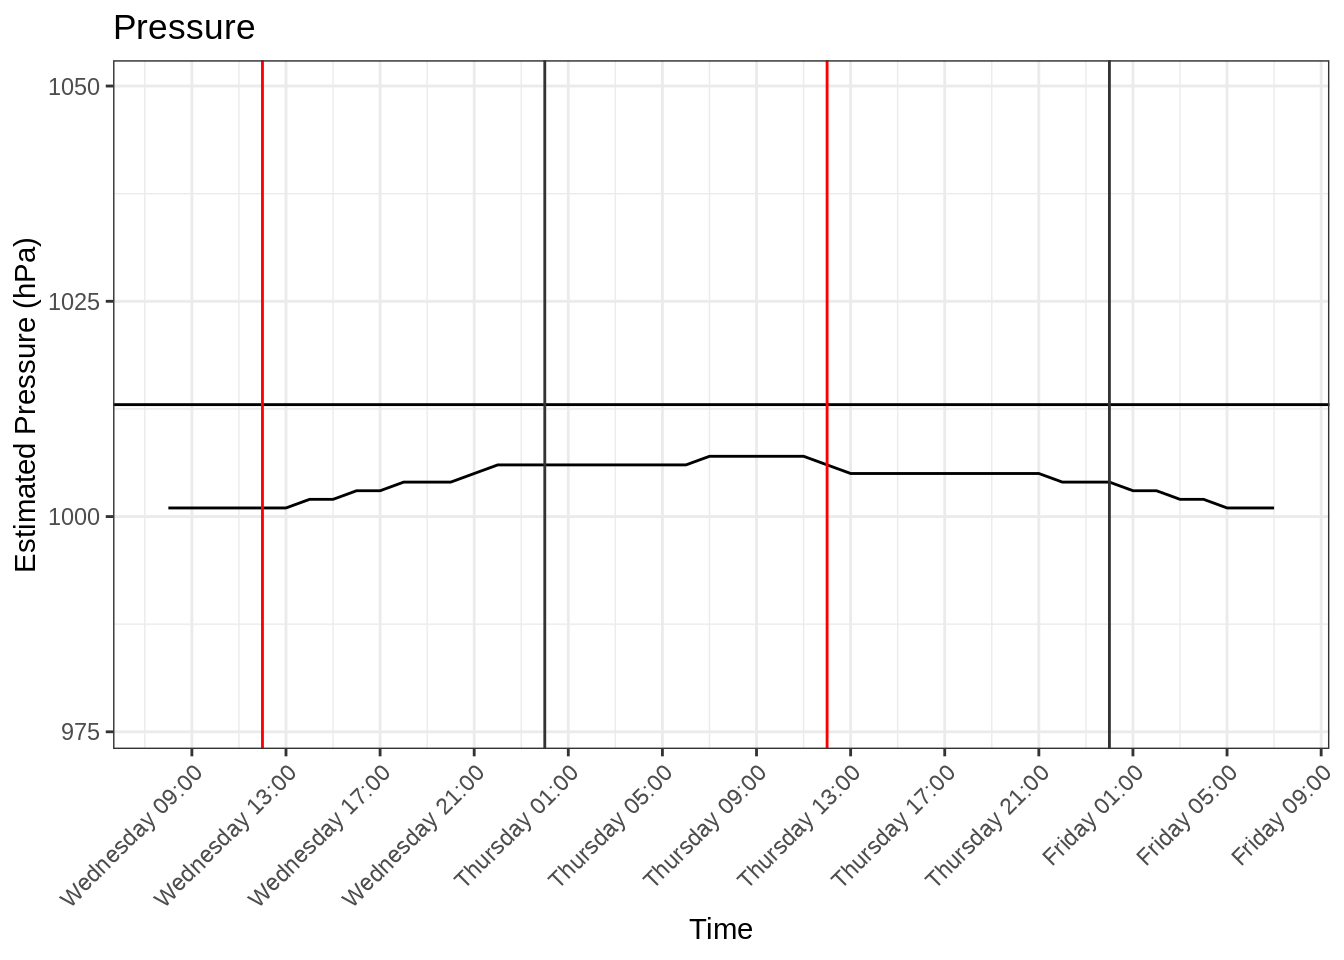 Pressure
Estimated Pressure (hPa)
1050
1025
1000
975
Wednesday 09:00
Wednesday 13:00
Wednesday 17:00
Wednesday 21:00
Thursday 01:00
Thursday 05:00
Thursday 09:00
Thursday 13:00
Thursday 17:00
Thursday 21:00
Friday 01:00
Friday 05:00
Friday 09:00
Time